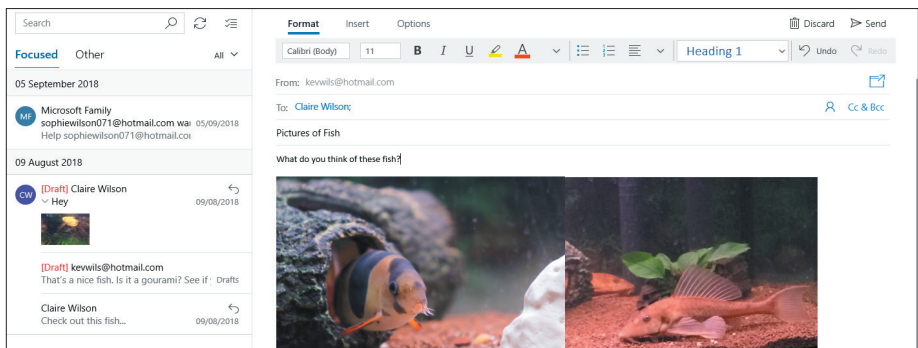 Search
Focused Other All
05 September 2018
MF
Microsoft Family
sophiewilson071@hotmail.com wa 05/09/2018
Help sophiewilson071@hotmail.co
09 August 2018
CW
[Draft] Claire Wilson
Hey 09/08/2018
[Draft] kevwils@hotmail.com
That's a nice fish. Is it a gourami? See if Drafts
Claire Wilson
Check out this fish... 09/08/2018
Format Insert Options Discard Send
Calibri (Body) 11 B I U A Heading 1 Undo Redo
From: kevwils@hotmail.com
To: Claire Wilson; Cc & Bcc
Pictures of Fish
What do you think of these fish?